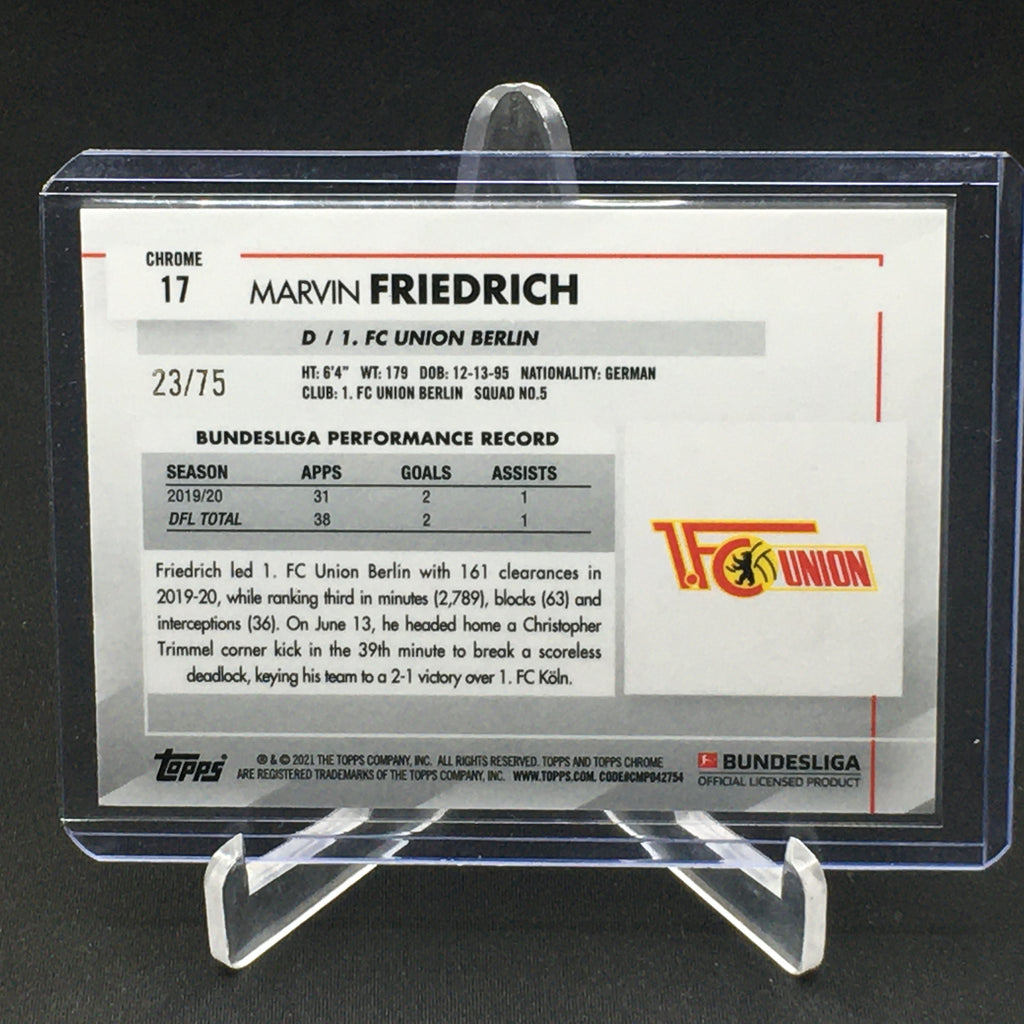 CHROME
17
MARVIN FRIEDRICH
D / 1. FC UNION BERLIN
23/75
HT: 6'4" WT: 179 DOB: 12-13-95 NATIONALITY: GERMAN
CLUB: 1. FC UNION BERLIN SQUAD NO.5
BUNDESLIGA PERFORMANCE RECORD
SEASON APPS GOALS ASSISTS
2019/20 31 2 1
DFL TOTAL 38 2 1
Friedrich led 1. FC Union Berlin with 161 clearances in
2019-20, while ranking third in minutes (2,789), blocks (63) and
interceptions (36). On June 13, he headed home a Christopher
Trimmel corner kick in the 39th minute to break a scoreless
deadlock, keying his team to a 2-1 victory over 1. FC Köln.
1.FC UNION
Topps
® & © 2021 THE TOPPS COMPANY, INC. ALL RIGHTS RESERVED. TOPPS AND TOPPS CHROME
ARE REGISTERED TRADEMARKS OF THE TOPPS COMPANY, INC. WWW.TOPPS.COM. CODE#CMP042754
BUNDESLIGA
OFFICIAL LICENSED PRODUCT